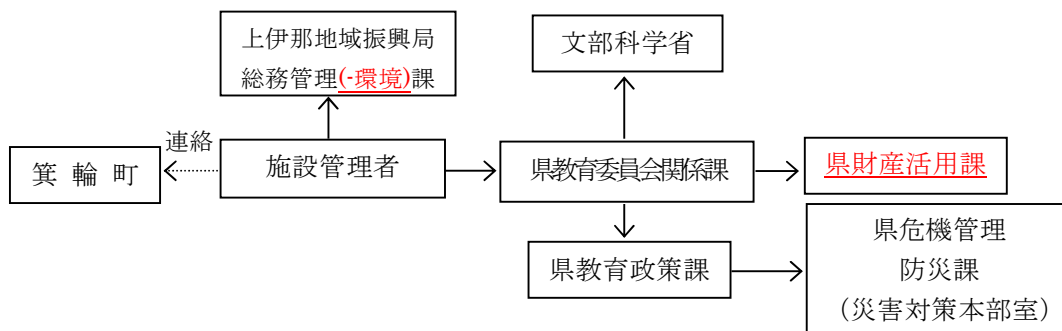 上伊那地域振興局
総務管理(-環境)課
文部科学省
連絡
箕輪町
施設管理者
県教育委員会関係課
県財産活用課
県教育政策課
県危機管理
防災課
（災害対策本部室）